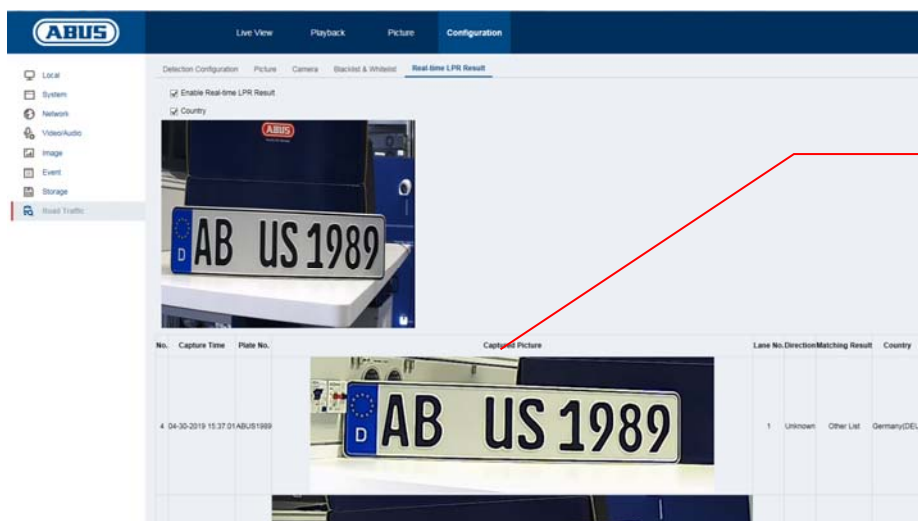 ABUS
Live View Playback Picture Configuration
Detection Configuration Picture Camera Blacklist & Whitelist Real-time LPR Result
Local
System
Network
Video/Audio
Image
Event
Storage
Road Traffic
Enable Real-time LPR Result
Country
ABUS
D AB US 1989
No. Capture Time Plate No. Captured Picture Lane No. Direction Matching Result Country
D AB US 1989
4 04-30-2019 15:37:01 ABUS1989 1 Unknown Other List Germany(DEU